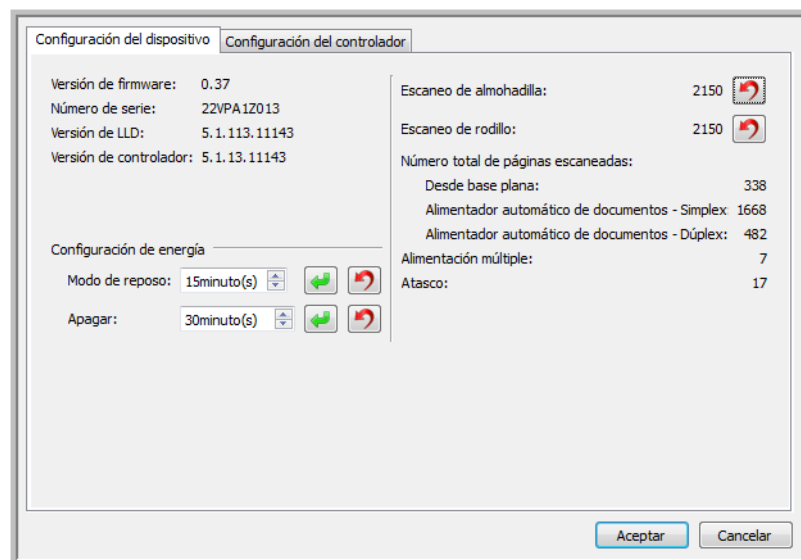 Configuración del dispositivo
Configuración del controlador
Versión de firmware: 0.37
Número de serie: 22VPA1Z013
Versión de LLD: 5.1.113.11143
Versión de controlador: 5.1.13.11143
Configuración de energía
Modo de reposo: 15minuto(s)
Apagar: 30minuto(s)
Escaneo de almohadilla: 2150
Escaneo de rodillo: 2150
Número total de páginas escaneadas:
Desde base plana: 338
Alimentador automático de documentos - Simplex 1668
Alimentador automático de documentos - Dúplex: 482
Alimentación múltiple: 7
Atasco: 17
Aceptar
Cancelar